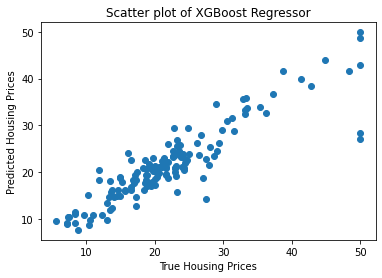 Scatter plot of XGBoost Regressor
50
40
30
20
10
Predicted Housing Prices
10 20 30 40 50
True Housing Prices